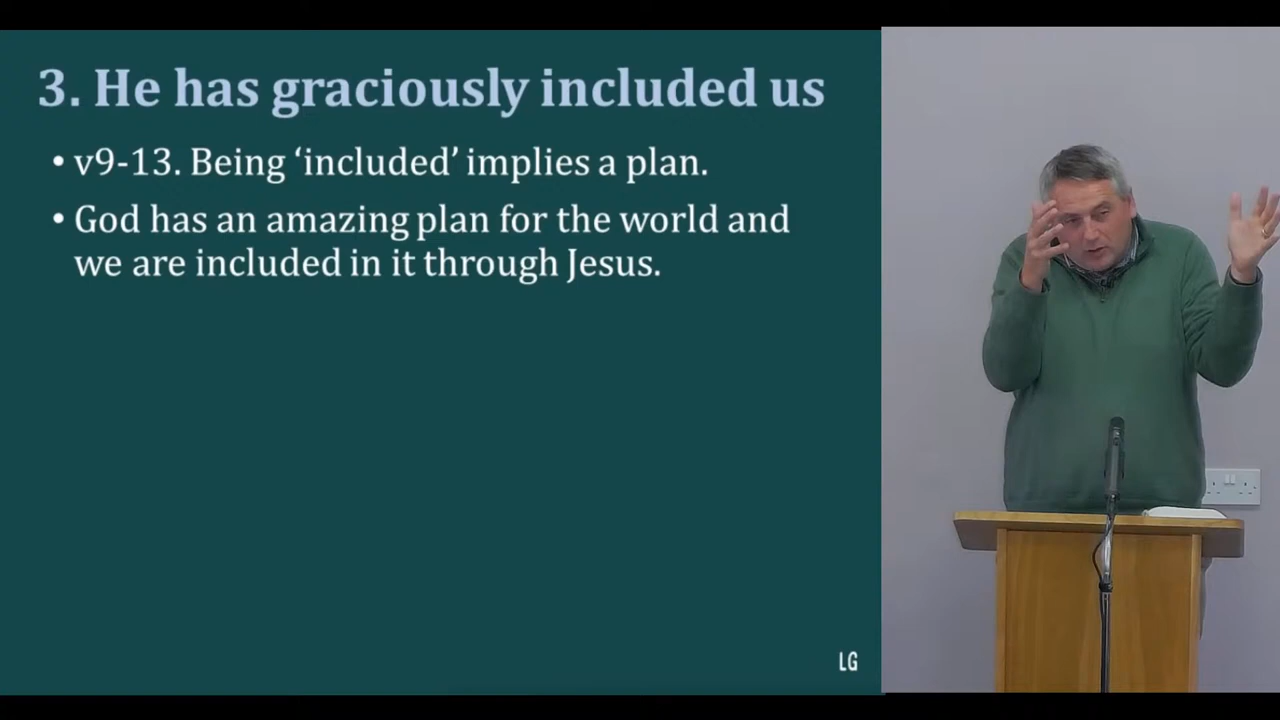 3. He has graciously included us
• v9-13. Being ‘included’ implies a plan.
• God has an amazing plan for the world and
we are included in it through Jesus.
LG